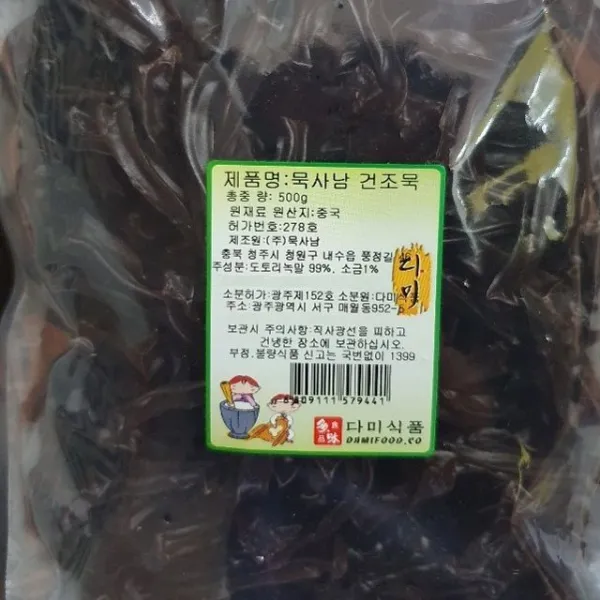 제품명:묵사남 건조묵
총중 량: 500g
원재료 원산지:중국
허가번호:278호
제조원:(주)묵사남
충북 청주시 청원구 내수읍 풍정길
주성분:도토리녹말 99%, 소금1%
다미
소분허가:광주제152호 소분원:다미식
주소:광주광역시 서구 매월동952-
보관시 주의사항:직사광선을 피하고
건냉한 장소에 보관하십시오.
부정,불량식품 신고는 국번없이 1399
8 809111 579441
다미식품
DAMIFOOD.CO